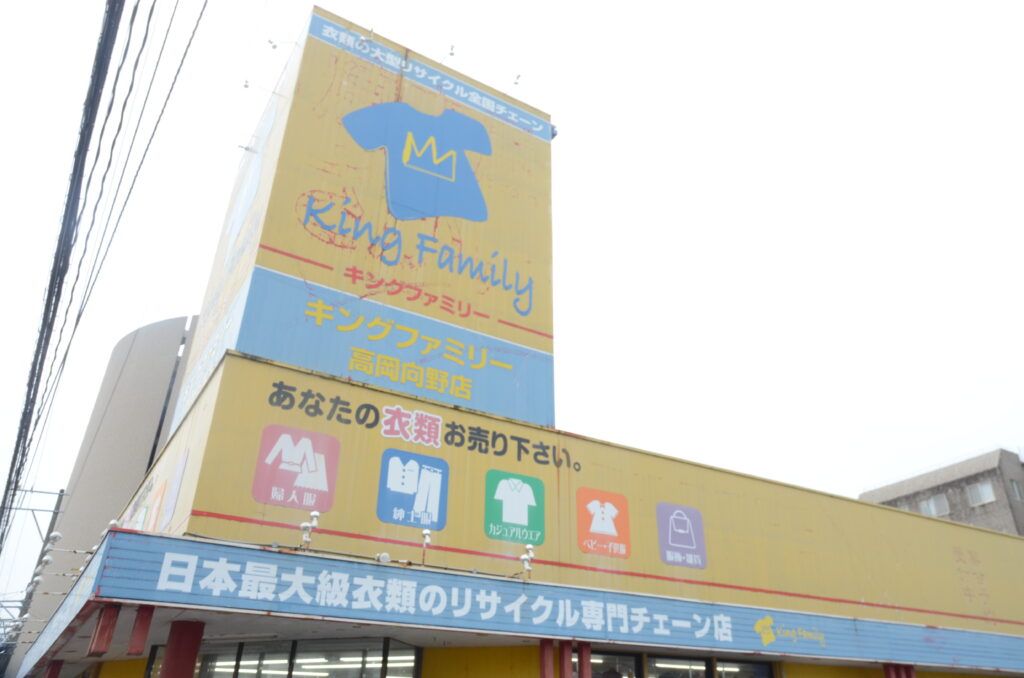 衣類の大型リサイクル全国チェーン
King Family
キングファミリー
キングファミリー
高岡向野店
あなたの衣類お売り下さい。
婦人服
紳士服
カジュアルウエア
ベビー・子供服
服飾・雑貨
日本最大級衣類のリサイクル専門チェーン店
King Family